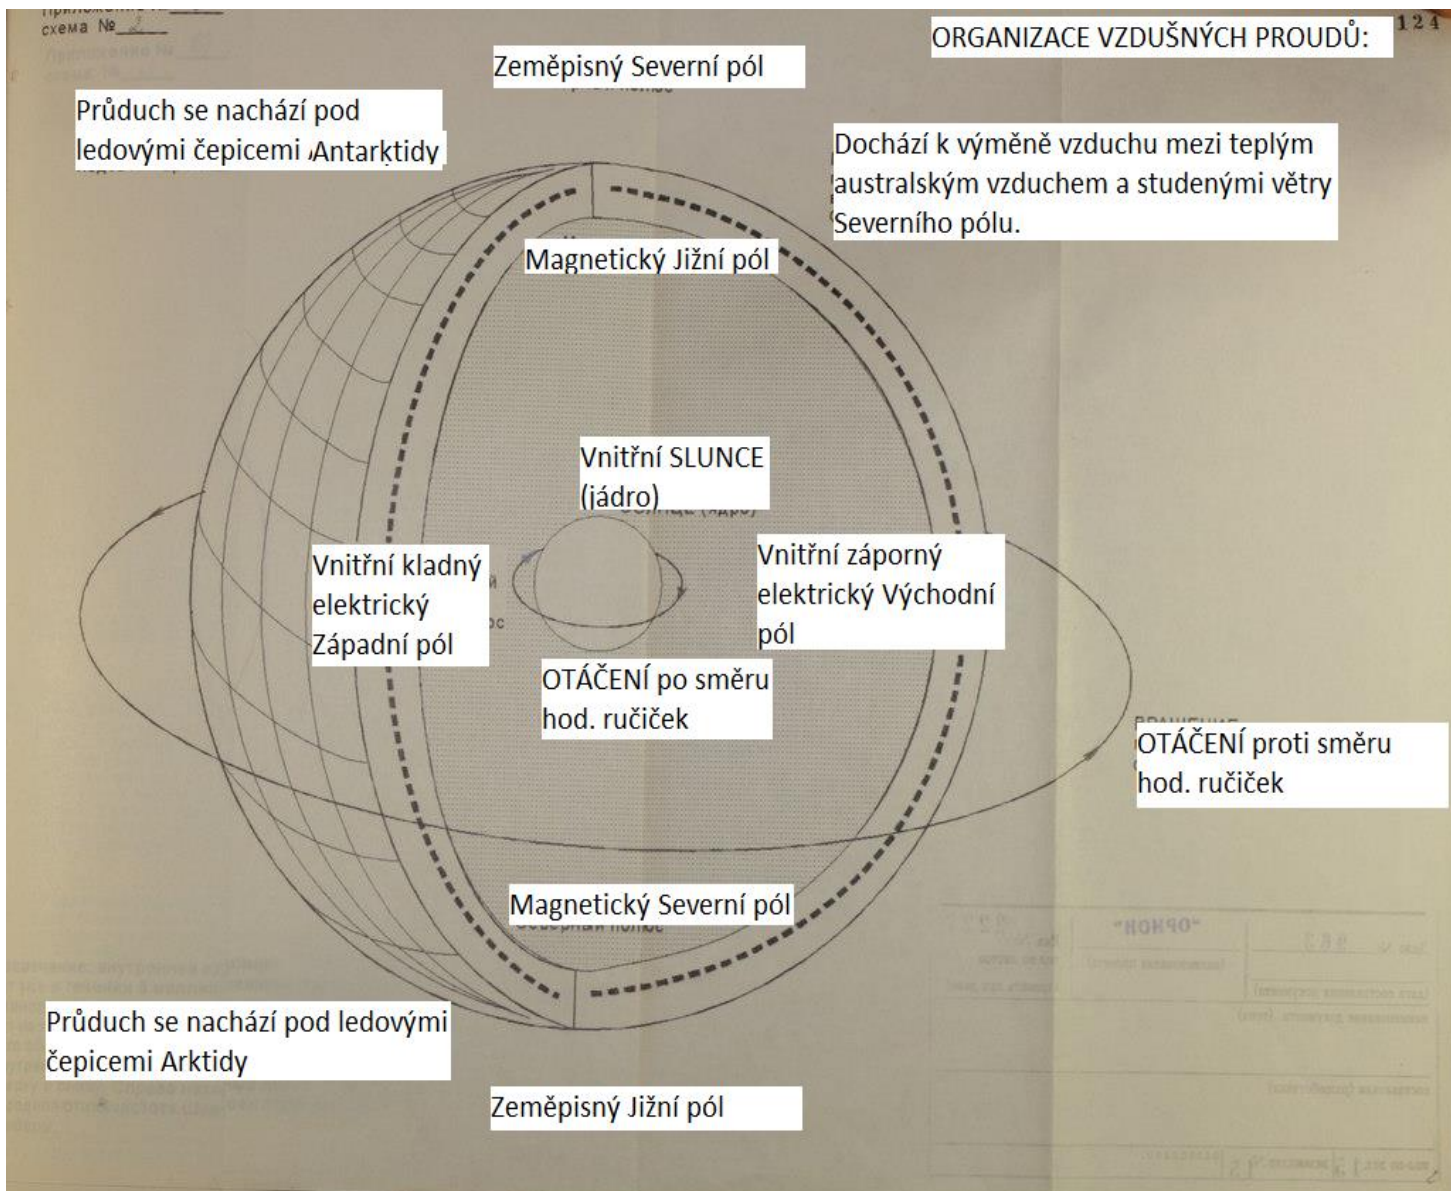 схема № 2
124
ORGANIZACE VZDUŠNÝCH PROUDŮ:
Zeměpisný Severní pól
Průduch se nachází pod
ledovými čepicemi Antarktidy
Dochází k výměně vzduchu mezi teplým
australským vzduchem a studenými větry
Severního pólu.
Magnetický Jižní pól
Vnitřní SLUNCE
(jádro)
Vnitřní kladný
elektrický
Západní pól
Vnitřní záporný
elektrický Východní
pól
OTÁČENÍ po směru
hod. ručiček
OTÁČENÍ proti směru
hod. ručiček
Magnetický Severní pól
Průduch se nachází pod ledovými
čepicemi Arktidy
Zeměpisný Jižní pól